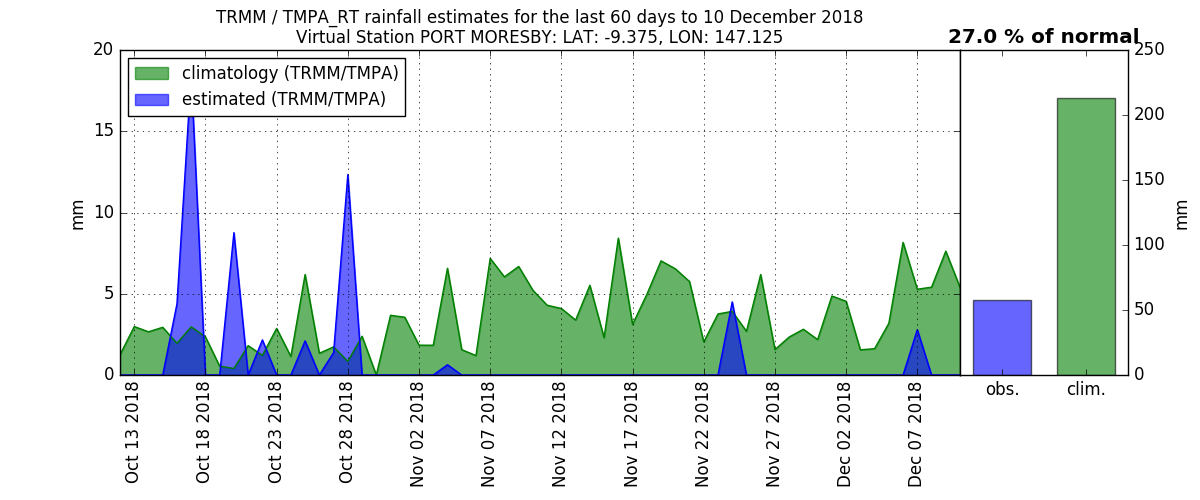 TRMM / TMPA_RT rainfall estimates for the last 60 days to 10 December 2018
Virtual Station PORT MORESBY: LAT: -9.375, LON: 147.125
27.0 % of normal
climatology (TRMM/TMPA)
estimated (TRMM/TMPA)
20
15
10
5
0
mm
250
200
150
100
50
0
mm
obs.
clim.
Oct 13 2018
Oct 18 2018
Oct 23 2018
Oct 28 2018
Nov 02 2018
Nov 07 2018
Nov 12 2018
Nov 17 2018
Nov 22 2018
Nov 27 2018
Dec 02 2018
Dec 07 2018